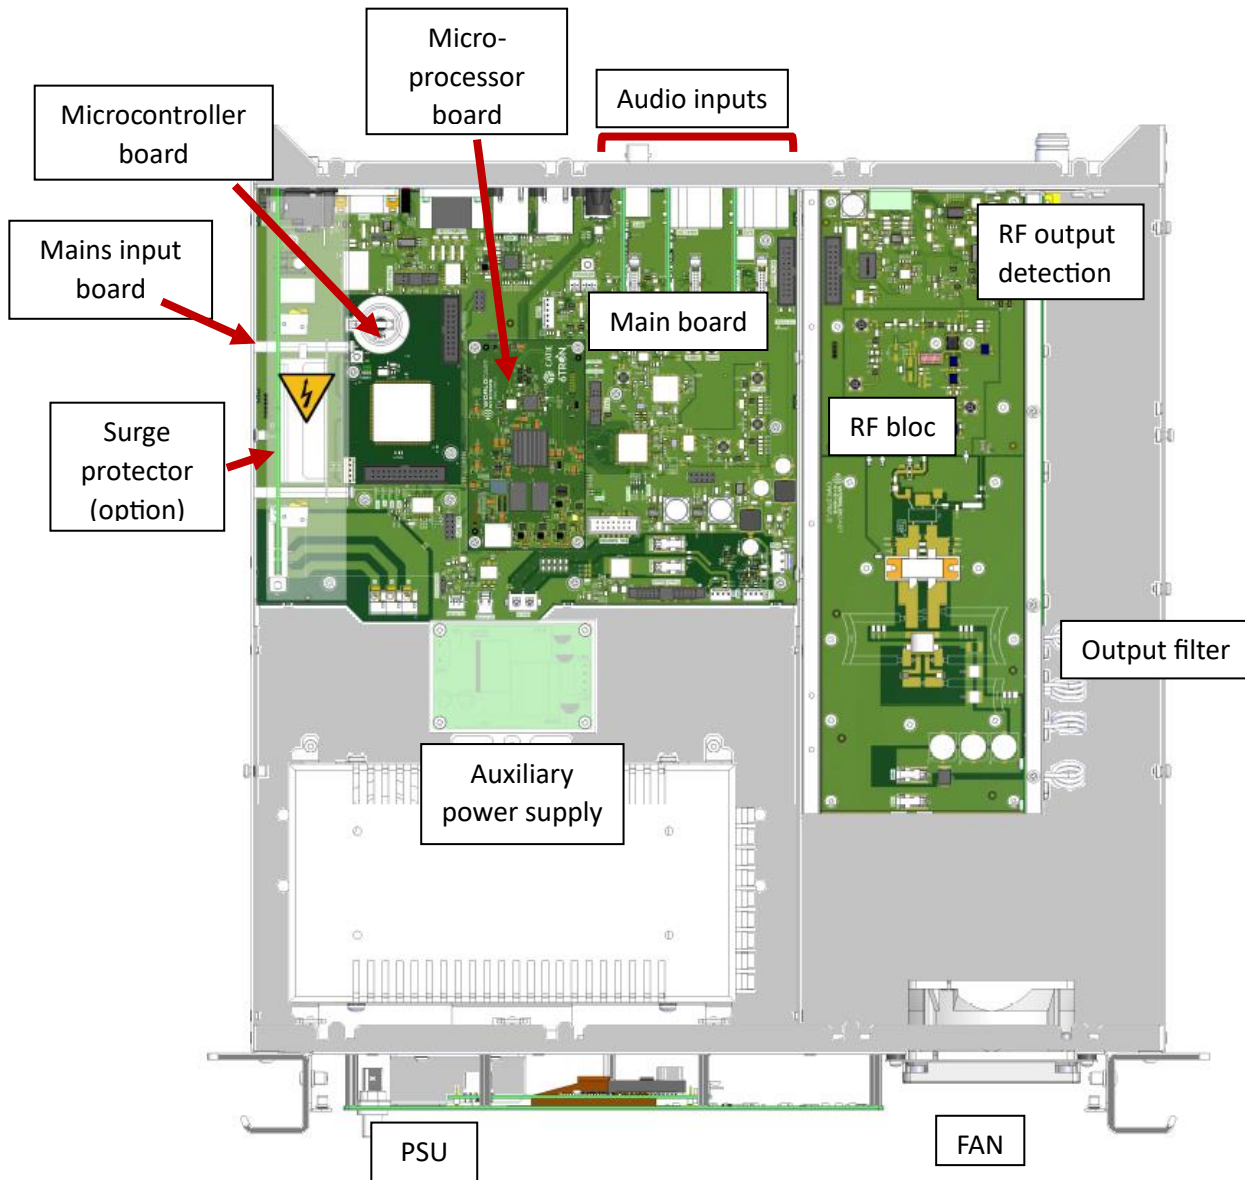 Micro-
processor
board
Audio inputs
Microcontroller
board
Mains input
board
RF output
detection
Main board
Surge
protector
(option)
RF bloc
Output filter
Auxiliary
power supply
PSU
FAN